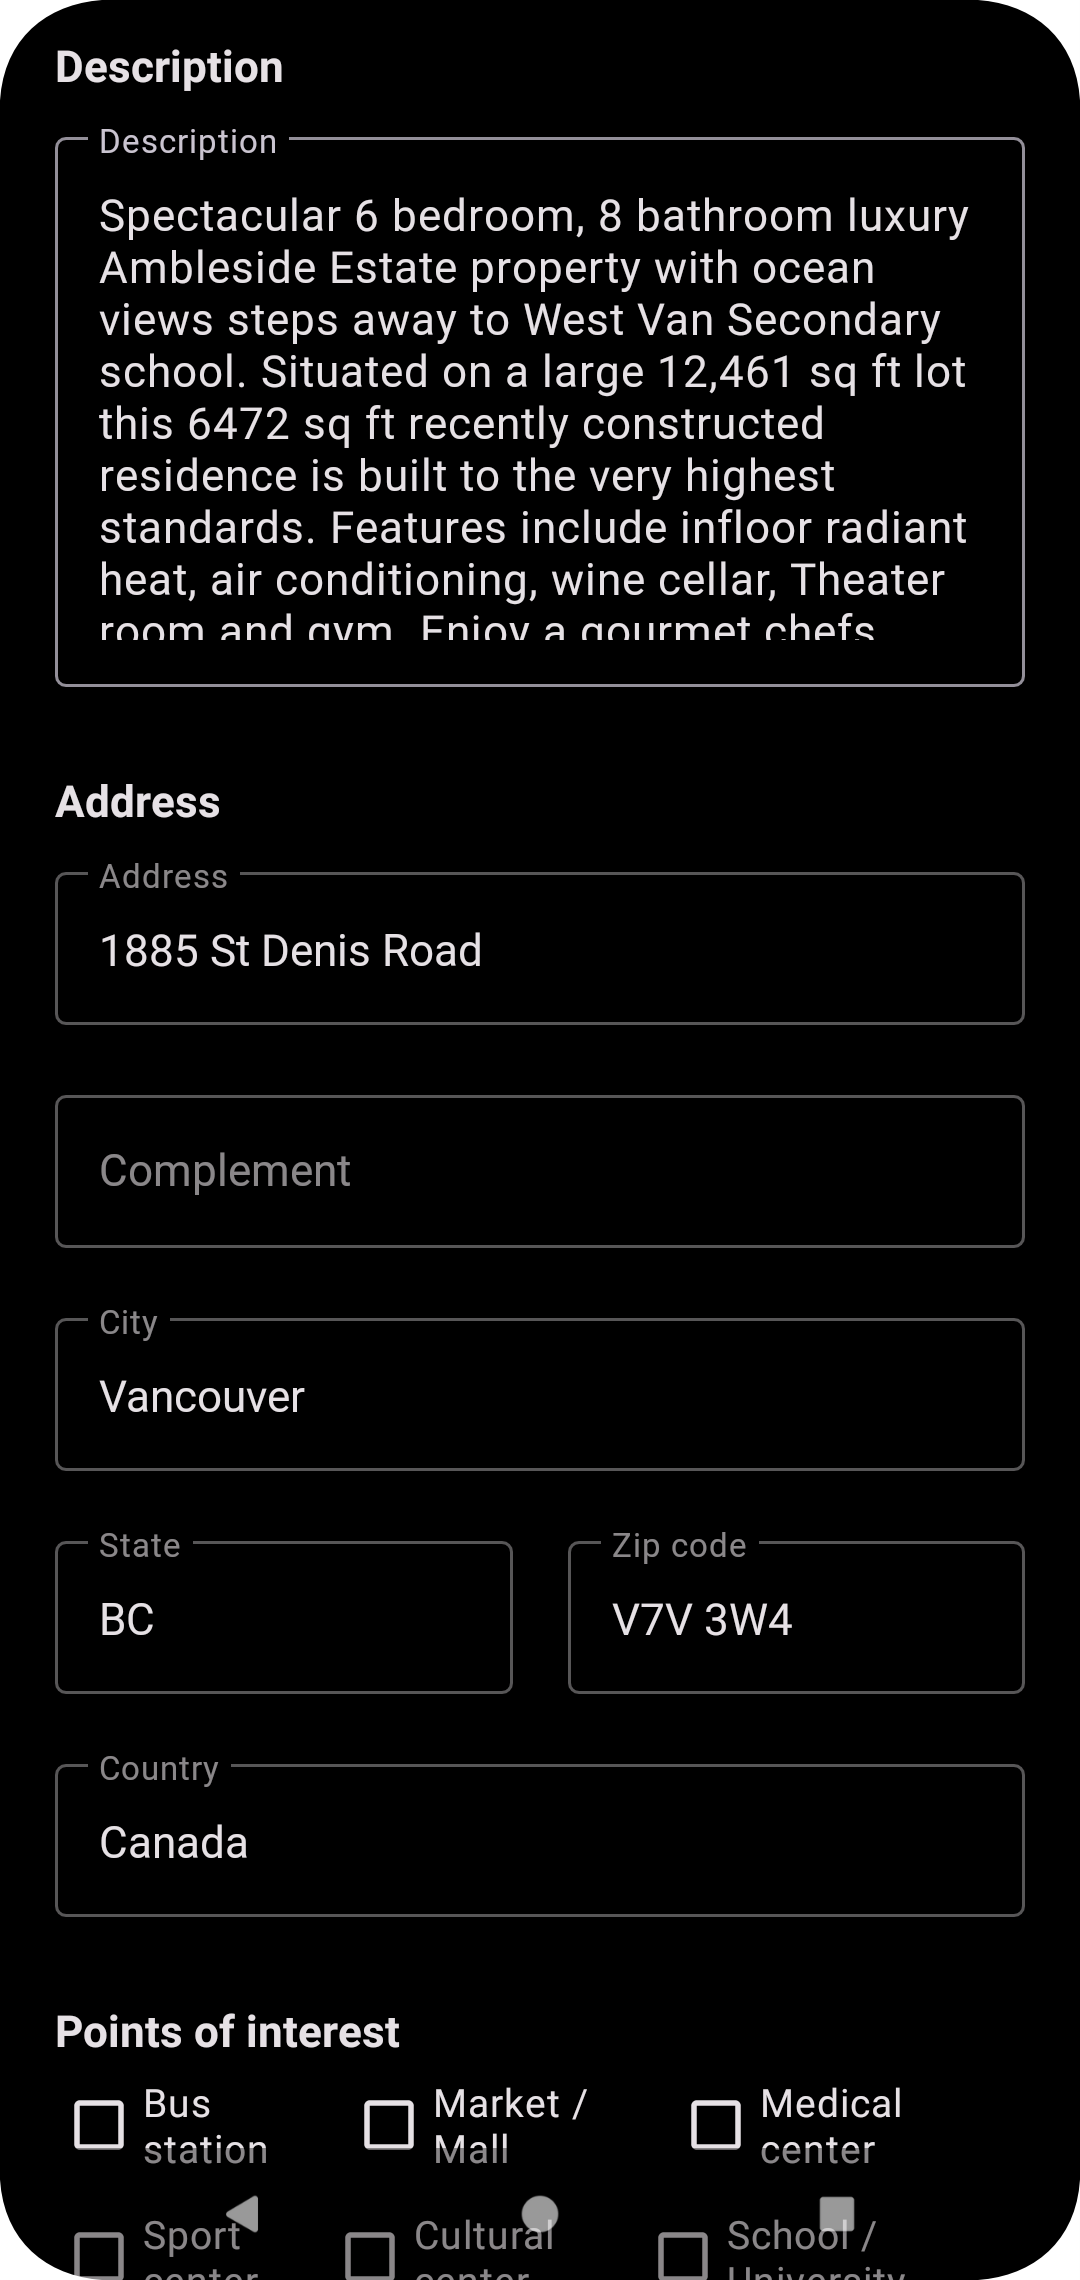 Description
Description
Spectacular 6 bedroom, 8 bathroom luxury
Ambleside Estate property with ocean
views steps away to West Van Secondary
school. Situated on a large 12,461 sq ft lot
this 6472 sq ft recently constructed
residence is built to the very highest
standards. Features include infloor radiant
heat, air conditioning, wine cellar, Theater
room and gym. Enjoy a gourmet chefs
Address
Address
1885 St Denis Road
Complement
City
Vancouver
State
BC
Zip code
V7V 3W4
Country
Canada
Points of interest
Bus
station
Market /
Mall
Medical
center
Sport
center
Cultural
center
School /
University